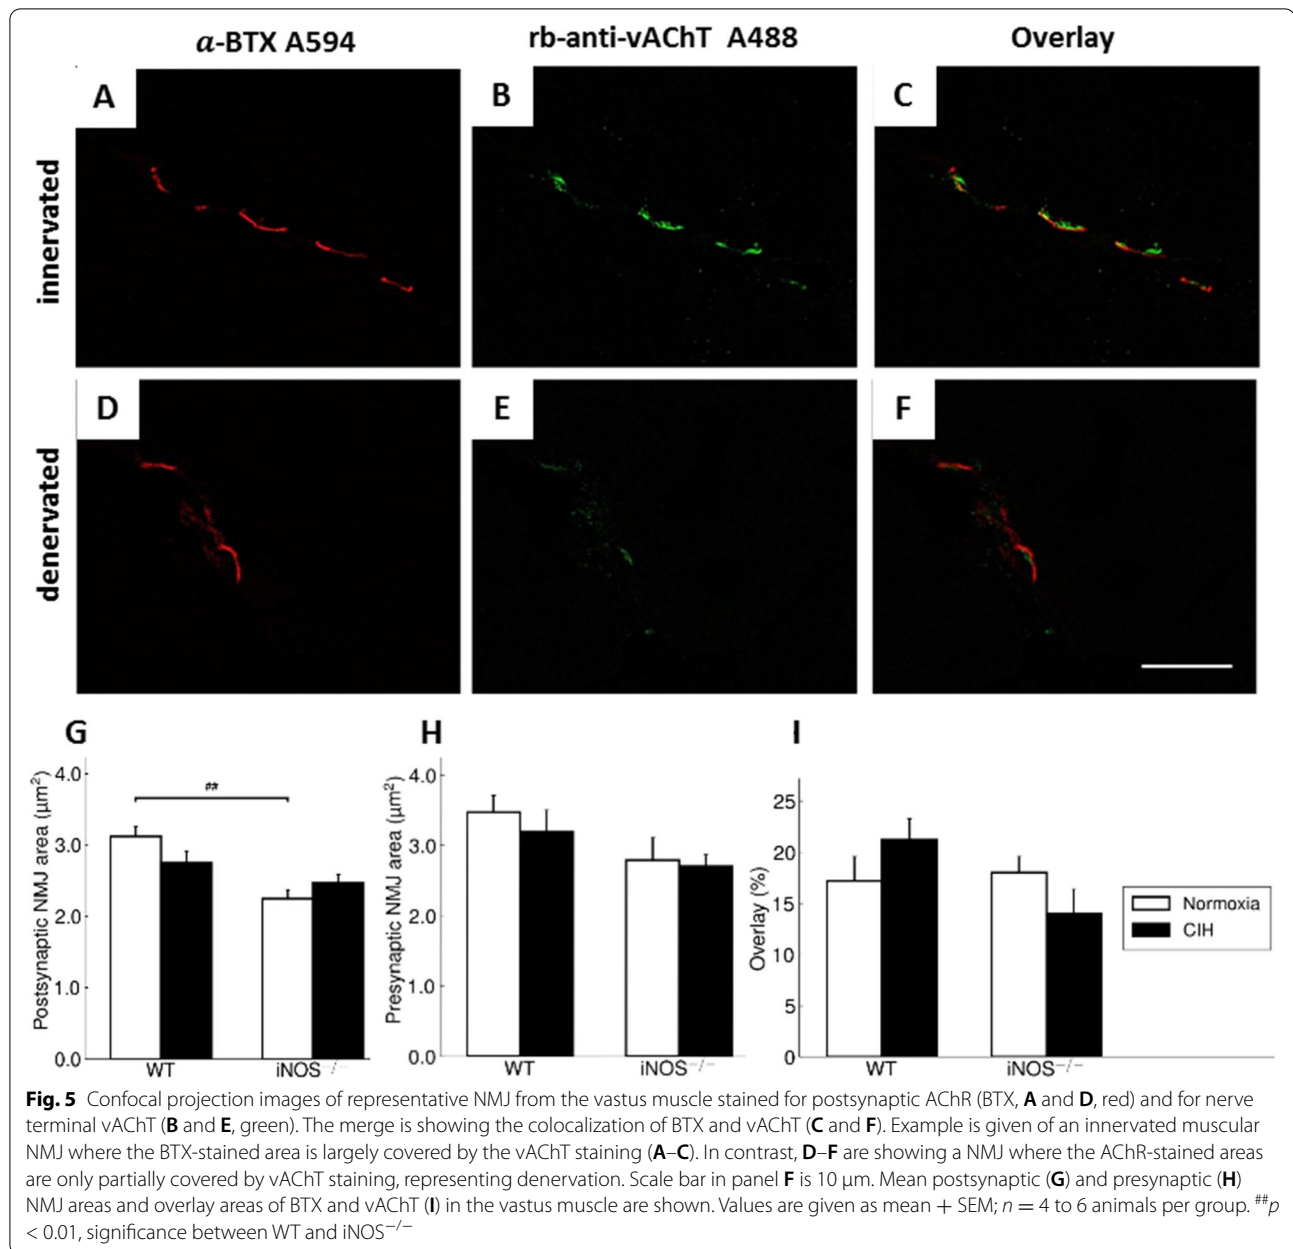 α-BTX A594
rb-anti-vAChT A488
Overlay
innervated
A
B
C
denervated
D
E
F
G
Postsynaptic NMJ area (μm²)
4.0
3.0
2.0
1.0
0.0
##
WT
iNOS⁻/⁻
H
Presynaptic NMJ area (μm²)
4.0
3.0
2.0
1.0
0.0
WT
iNOS⁻/⁻
I
Overlay (%)
25
20
15
10
5
0
WT
iNOS⁻/⁻
Normoxia
CIH
Fig. 5 Confocal projection images of representative NMJ from the vastus muscle stained for postsynaptic AChR (BTX, A and D, red) and for nerve
terminal vAChT (B and E, green). The merge is showing the colocalization of BTX and vAChT (C and F). Example is given of an innervated muscular
NMJ where the BTX-stained area is largely covered by the vAChT staining (A–C). In contrast, D–F are showing a NMJ where the AChR-stained areas
are only partially covered by vAChT staining, representing denervation. Scale bar in panel F is 10 μm. Mean postsynaptic (G) and presynaptic (H)
NMJ areas and overlay areas of BTX and vAChT (I) in the vastus muscle are shown. Values are given as mean + SEM; n = 4 to 6 animals per group. ##p
< 0.01, significance between WT and iNOS⁻/⁻